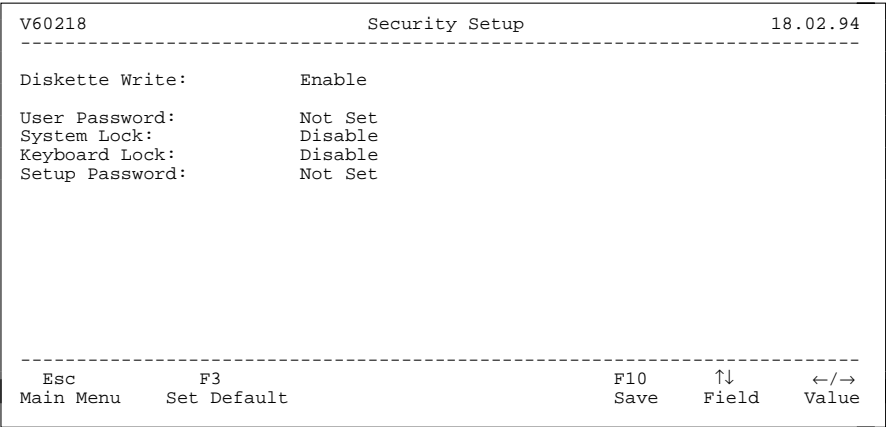 V60218 Security Setup 18.02.94
---------------------------------------------------------------------------
Diskette Write: Enable
User Password: Not Set
System Lock: Disable
Keyboard Lock: Disable
Setup Password: Not Set
---------------------------------------------------------------------------
Esc F3 F10 ↑↓ ←/→
Main Menu Set Default Save Field Value